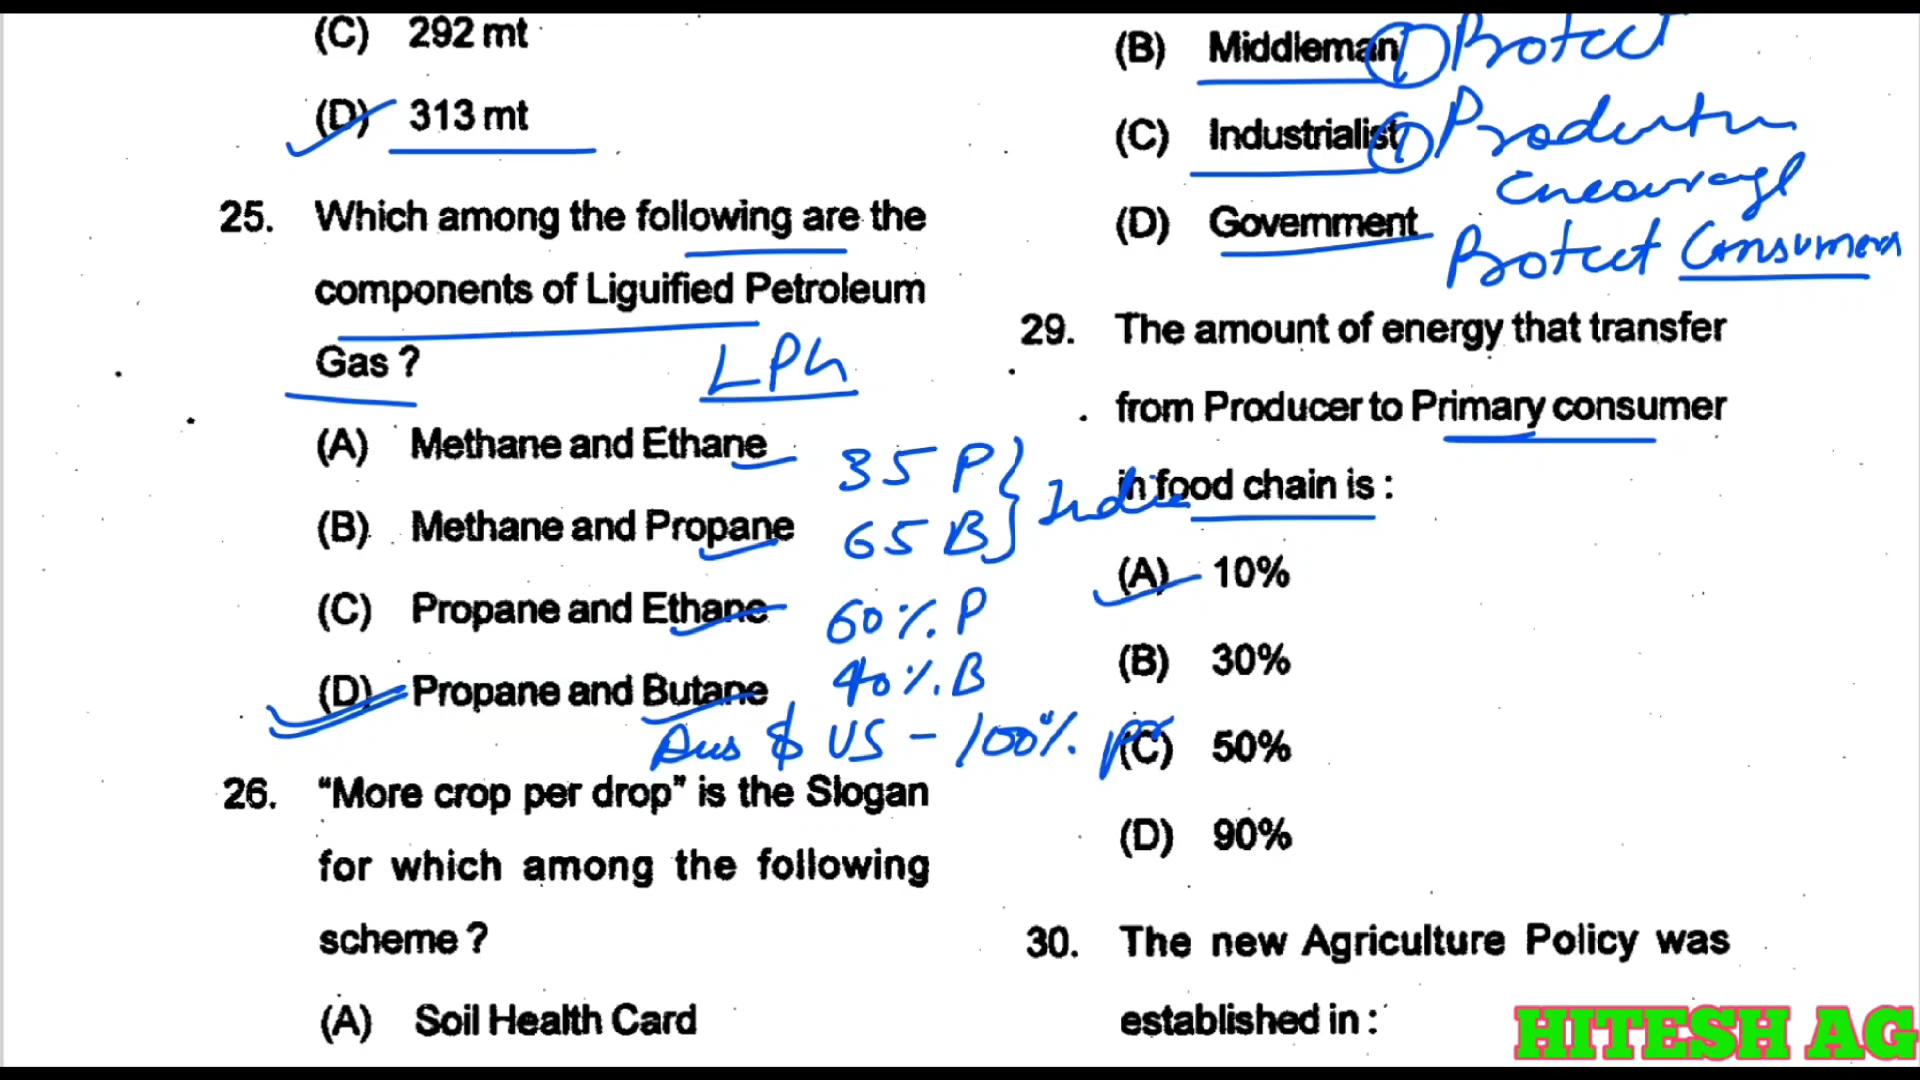 (C) 292 mt
(D) 313 mt
25. Which among the following are the
components of Liguified Petroleum
Gas ?
LPG
(A) Methane and Ethane
35 P
(B) Methane and Propane
65 B
India
(C) Propane and Ethane
60% P
(D) Propane and Butane
40% B
Aus $ US - 100% pr
26. "More crop per drop" is the Slogan
for which among the following
scheme ?
(A) Soil Health Card
(B) Middleman
① Protect
(C) Industrialist
① Production
encourage
(D) Government
Protect Consumers
29. The amount of energy that transfer
from Producer to Primary consumer
in food chain is :
(A) 10%
(B) 30%
(C) 50%
(D) 90%
30. The new Agriculture Policy was
established in :
HITESH AG